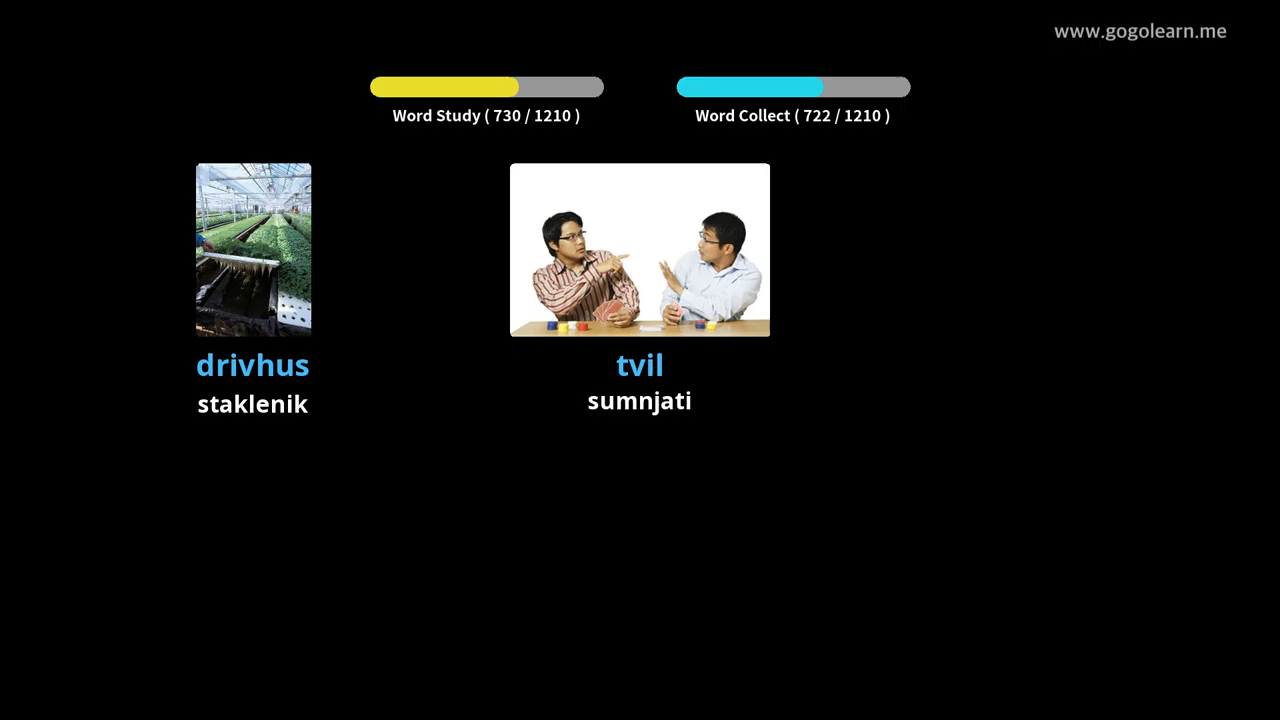 www.gogolearn.me
Word Study ( 730 / 1210 )
Word Collect ( 722 / 1210 )
drivhus
staklenik
tvil
sumnjati